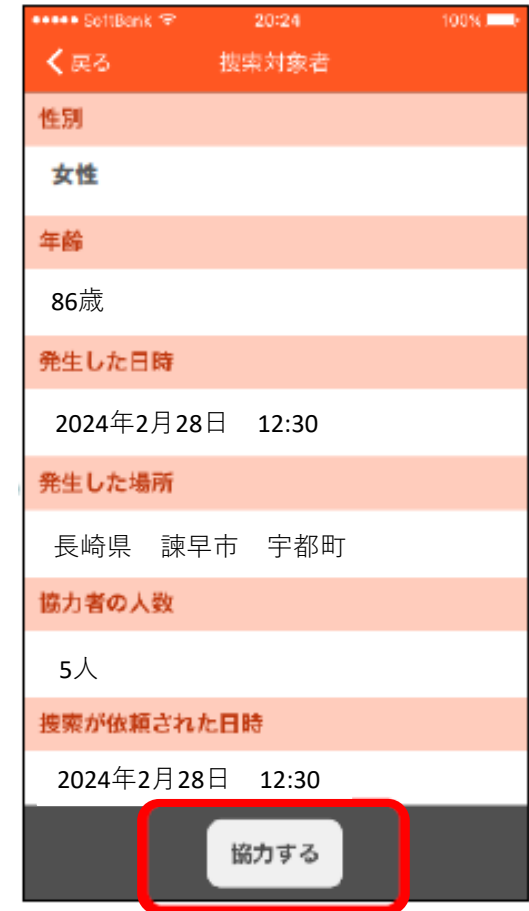 SoftBank 20:24 100%
戻る 捜索対象者
性別
女性
年齢
86歳
発生した日時
2024年2月28日 12:30
発生した場所
長崎県 諫早市 宇都町
協力者の人数
5人
捜索が依頼された日時
2024年2月28日 12:30
協力する